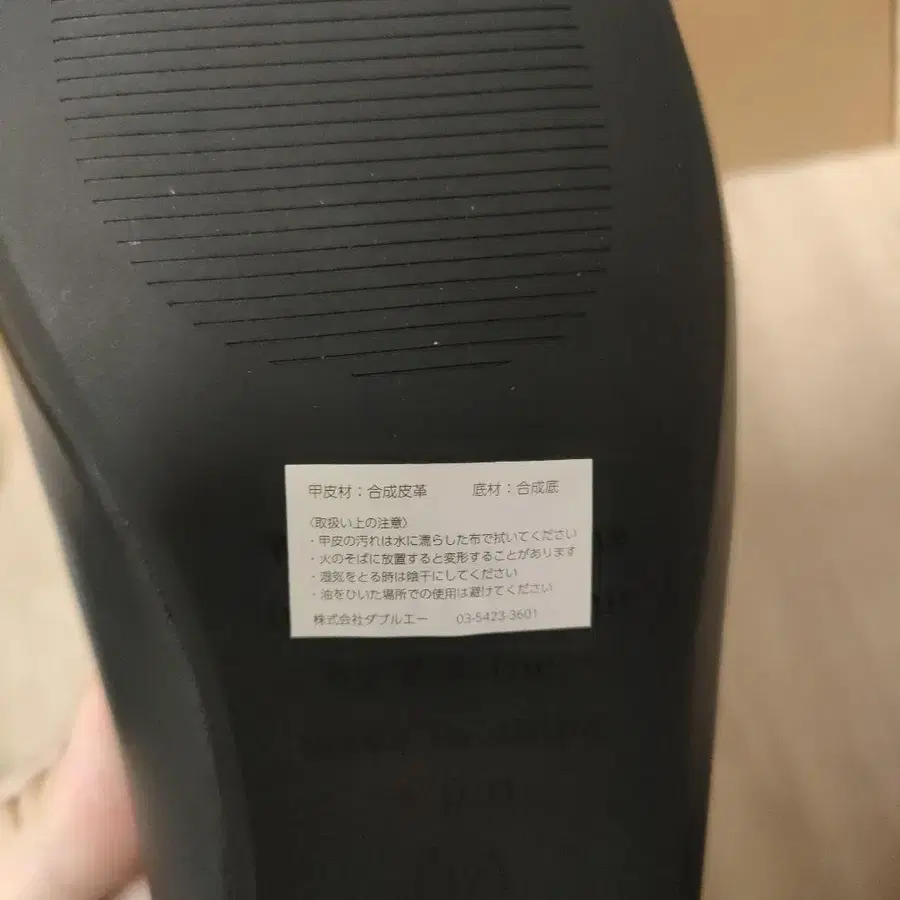 甲皮材：合成皮革　底材：合成底
〈取扱い上の注意〉
・甲皮の汚れは水に濡らした布で拭いてください
・火のそばに放置すると変形することがあります
・湿気をとる時は陰干にしてください
・油をひいた場所での使用は避けてください
株式会社ダブルエー　03-5423-3601